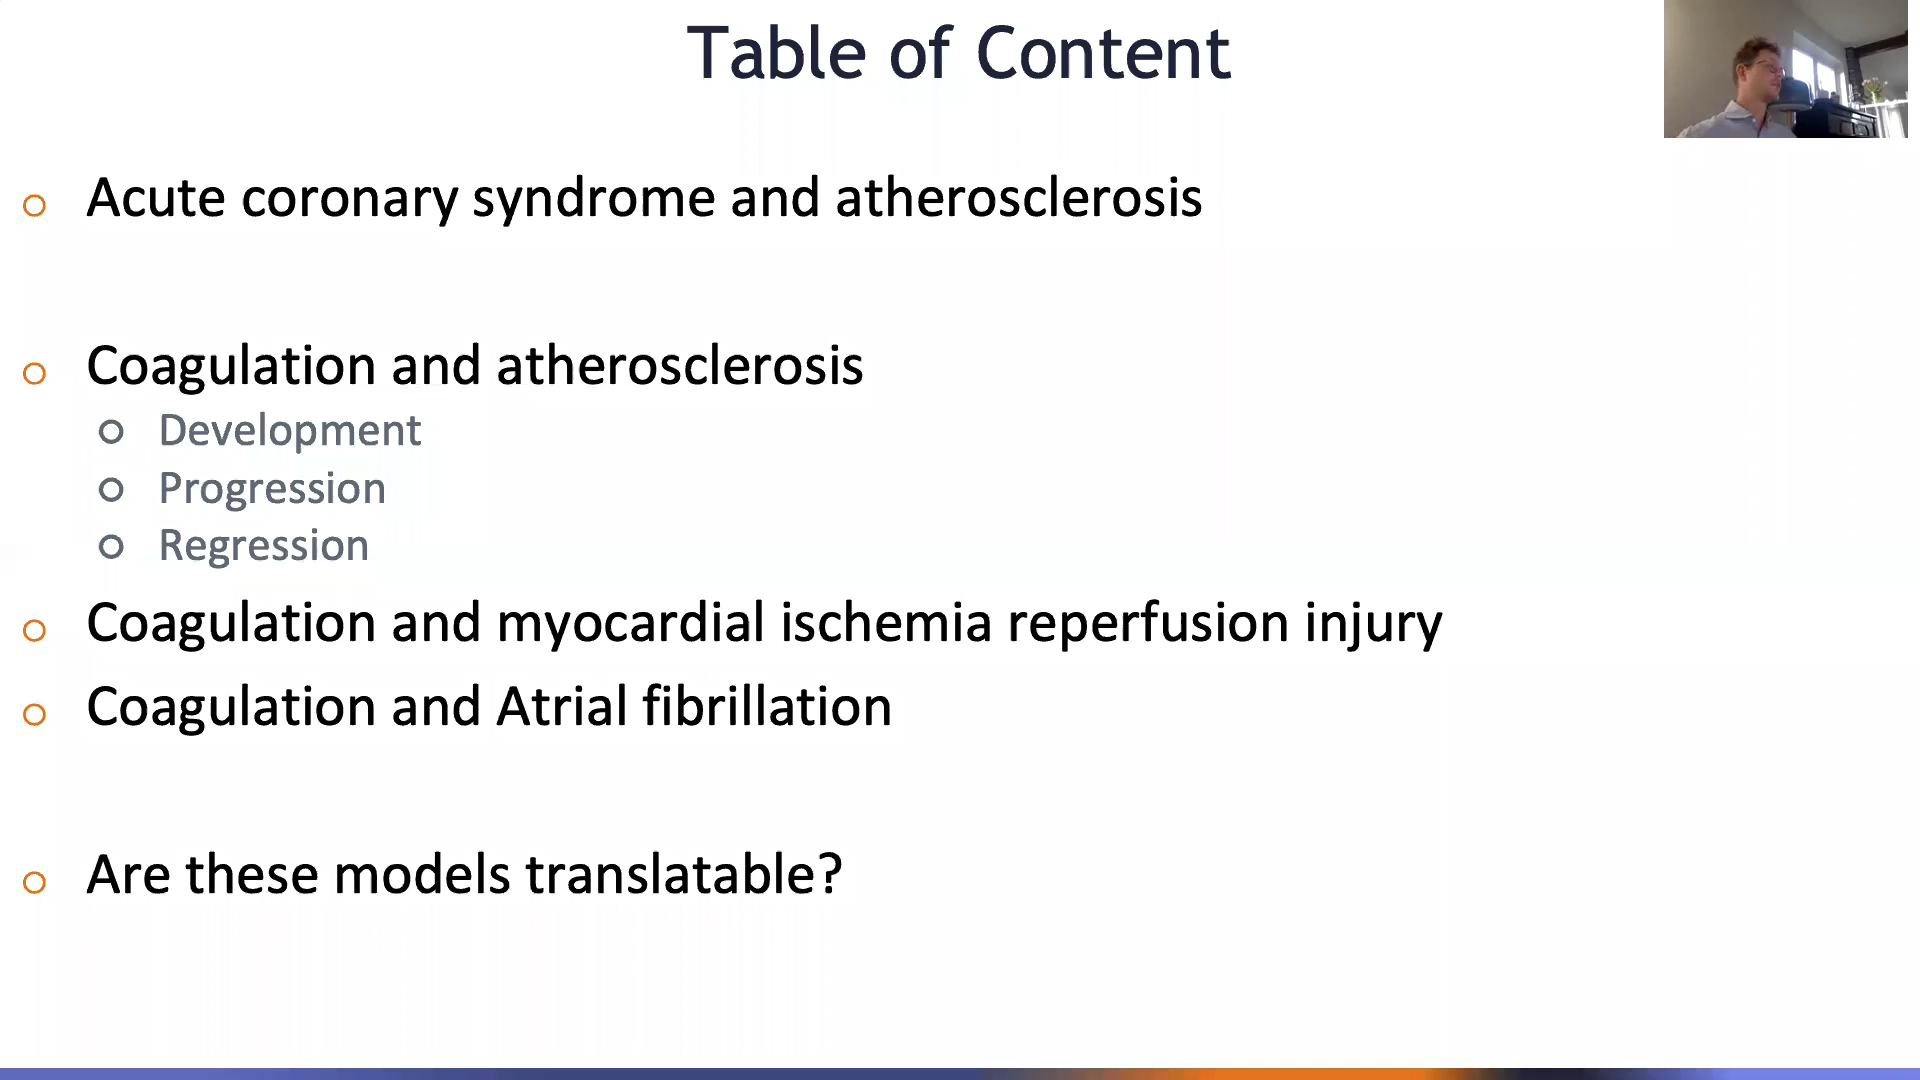 Table of Content
Acute coronary syndrome and atherosclerosis
Coagulation and atherosclerosis
Development
Progression
Regression
Coagulation and myocardial ischemia reperfusion injury
Coagulation and Atrial fibrillation
Are these models translatable?